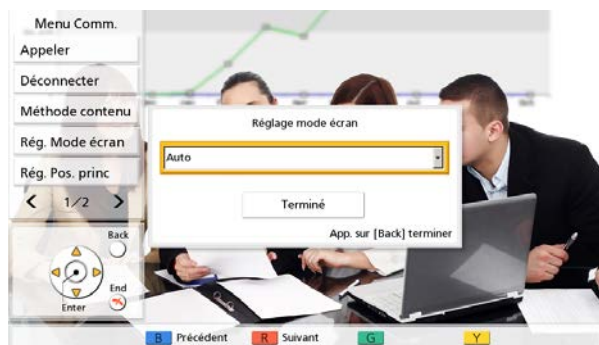 Menu Comm.
Appeler
Déconnecter
Méthode contenu
Rég. Mode écran
Rég. Pos. princ
< 1/2 >
Réglage mode écran
Auto
Terminé
App. sur [Back] terminer
Back
End
Enter
B Précédent R Suivant G Y